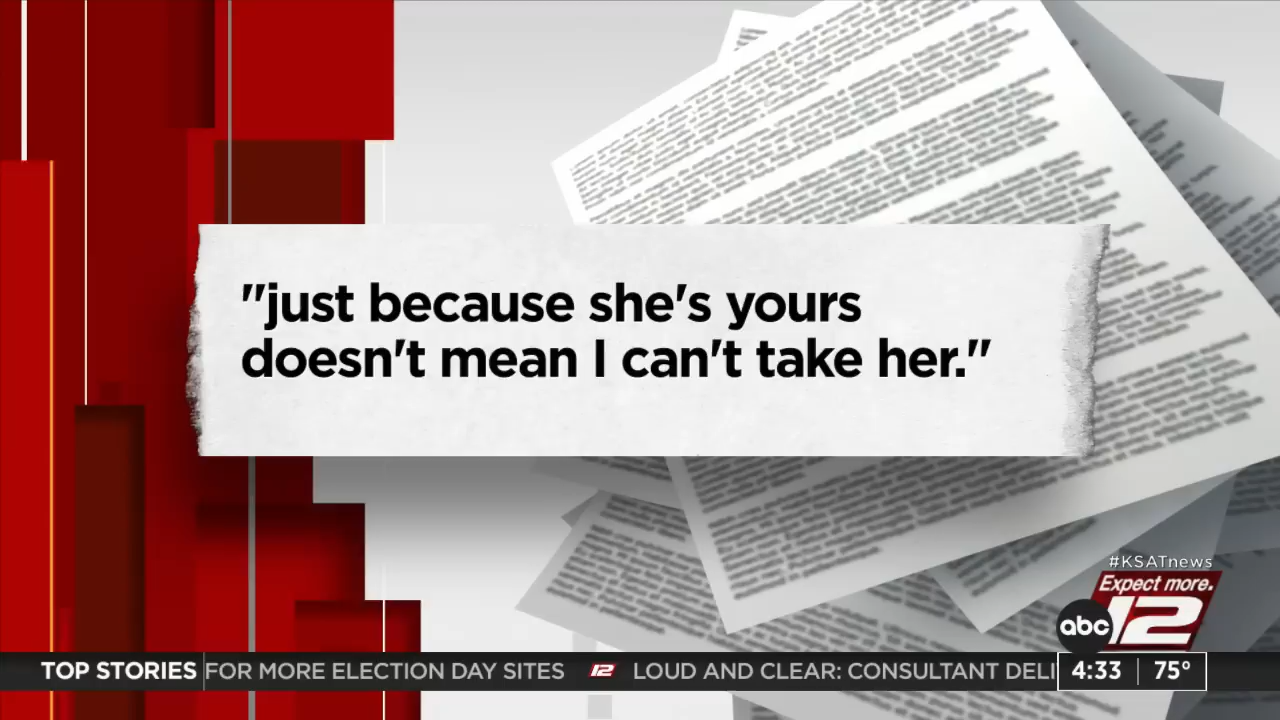 "just because she's yours
doesn't mean I can't take her."
#KSATnews
Expect more.
abc 12
TOP STORIES FOR MORE ELECTION DAY SITES 12 LOUD AND CLEAR: CONSULTANT DELI 4:33 75°